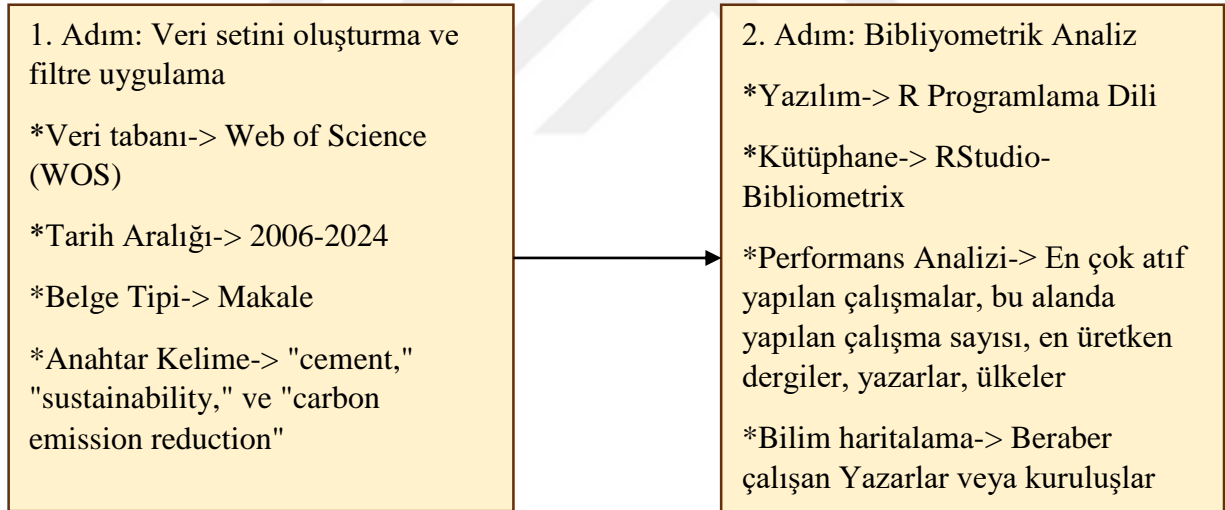 1. Adım: Veri setini oluşturma ve
filtre uygulama
*Veri tabanı-> Web of Science
(WOS)
*Tarih Aralığı-> 2006-2024
*Belge Tipi-> Makale
*Anahtar Kelime-> "cement,"
"sustainability," ve "carbon
emission reduction"
2. Adım: Bibliyometrik Analiz
*Yazılım-> R Programlama Dili
*Kütüphane-> RStudio-
Bibliometrix
*Performans Analizi-> En çok atıf
yapılan çalışmalar, bu alanda
yapılan çalışma sayısı, en üretken
dergiler, yazarlar, ülkeler
*Bilim haritalama-> Beraber
çalışan Yazarlar veya kuruluşlar